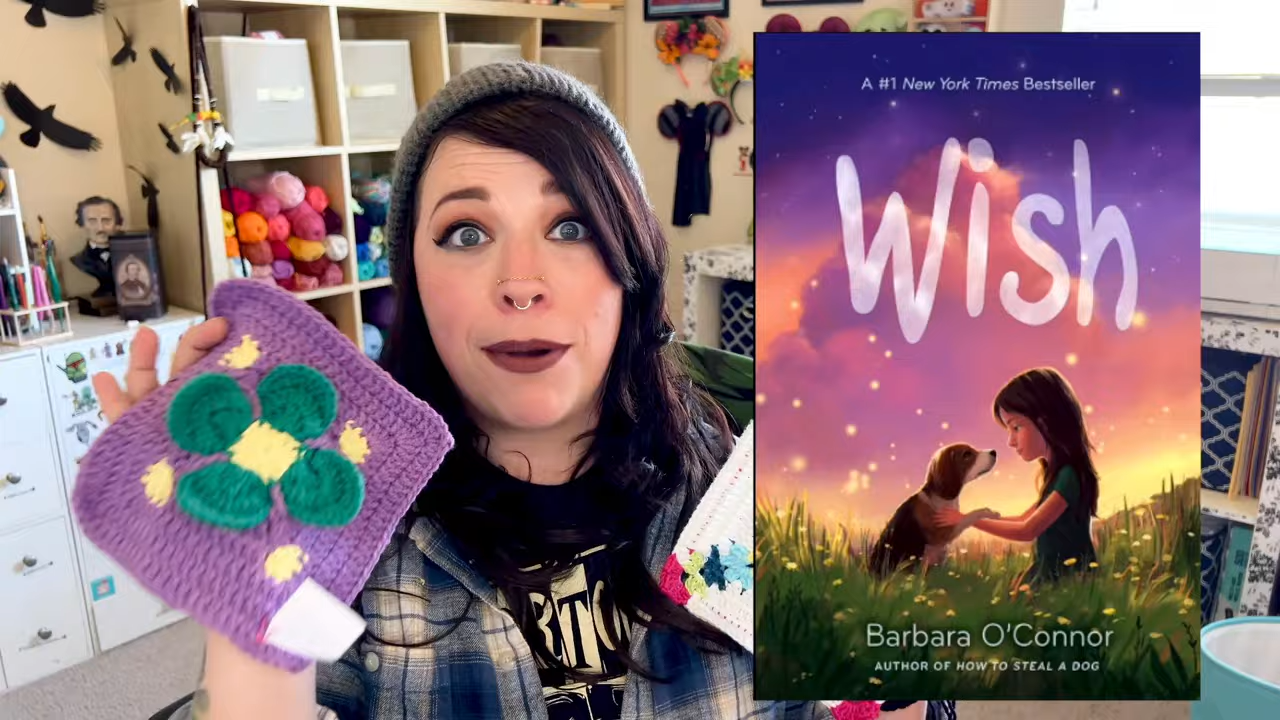 A #1 New York Times Bestseller
Wish
Barbara O'Connor
AUTHOR OF HOW TO STEAL A DOG